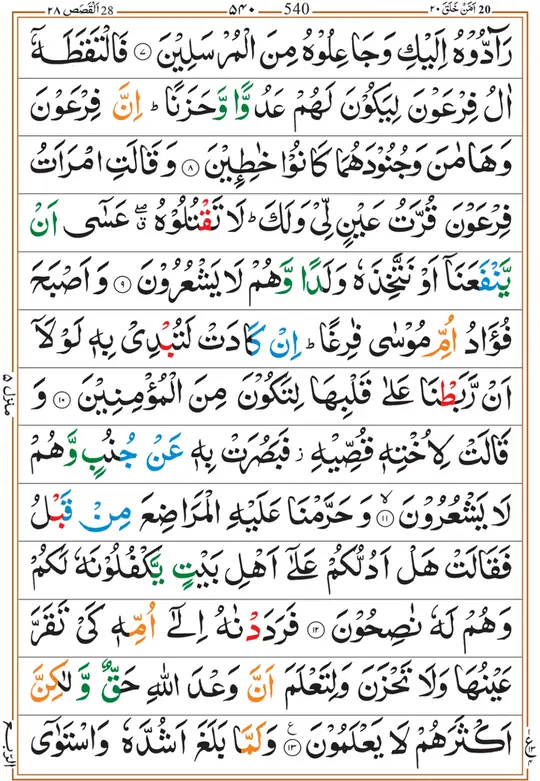 20 اَمَّنْ خَلَقَ ٢٠
540 ٥٤٠
28 اَلْقَصَص ٢٨
رَآدُّوْهُ اِلَيْكِ وَجَاعِلُوْهُ مِنَ الْمُرْسَلِيْنَ ۝٧ فَالْتَقَطَهٗۤ
اٰلُ فِرْعَوْنَ لِيَكُوْنَ لَهُمْ عَدُوًّا وَّحَزَنًا ؕ اِنَّ فِرْعَوْنَ
وَهَامٰنَ وَجُنُوْدَهُمَا كَانُوْا خٰطِـِٕيْنَ ۝٨ وَقَالَتِ امْرَاَتُ
فِرْعَوْنَ قُرَّتُ عَيْنٍ لِّيْ وَلَكَ ؕ لَا تَقْتُلُوْهُ ۖۗ عَسٰۤى اَنْ
يَّنْفَعَنَاۤ اَوْ نَتَّخِذَهٗ وَلَدًا وَّهُمْ لَا يَشْعُرُوْنَ ۝٩ وَاَصْبَحَ
فُؤَادُ اُمِّ مُوْسٰى فٰرِغًا ؕ اِنْ كَادَتْ لَتُبْدِيْ بِهٖ لَوْلَاۤ
اَنْ رَّبَطْنَا عَلٰى قَلْبِهَا لِتَكُوْنَ مِنَ الْمُؤْمِنِيْنَ ۝١٠ وَ
قَالَتْ لِاُخْتِهٖ قُصِّيْهِ ؗ فَبَصُرَتْ بِهٖ عَنْ جُنُبٍ وَّهُمْ
لَا يَشْعُرُوْنَ ۙ۝١١ وَحَرَّمْنَا عَلَيْهِ الْمَرَاضِعَ مِنْ قَبْلُ
فَقَالَتْ هَلْ اَدُلُّكُمْ عَلٰۤى اَهْلِ بَيْتٍ يَّكْفُلُوْنَهٗ لَكُمْ
وَهُمْ لَهٗ نٰصِحُوْنَ ۝١٢ فَرَدَدْنٰهُ اِلٰۤى اُمِّهٖ كَيْ تَقَرَّ
عَيْنُهَا وَلَا تَحْزَنَ وَلِتَعْلَمَ اَنَّ وَعْدَ اللّٰهِ حَقٌّ وَّلٰكِنَّ
اَكْثَرَهُمْ لَا يَعْلَمُوْنَ ۝١٣ ع وَلَمَّا بَلَغَ اَشُدَّهٗ وَاسْتَوٰۤى
منزل ٥
الربع